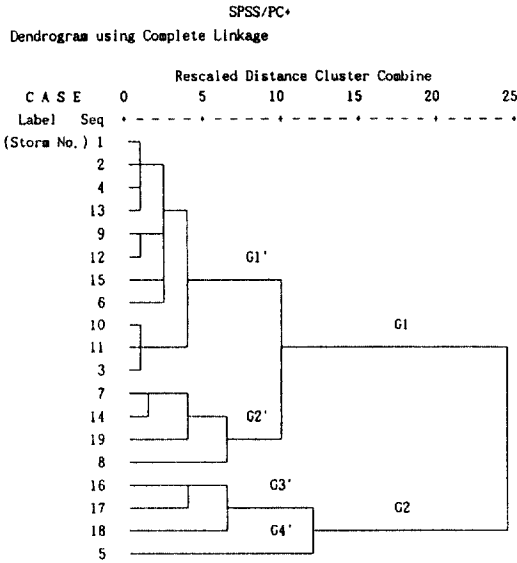 SPSS/PC+
Dendrogram using Complete Linkage
Rescaled Distance Cluster Combine
C A S E 0 5 10 15 20 25
Label Seq + - - - - + - - - - + - - - - + - - - - + - - - - +
(Storm No.) 1
2
4
13
9
12
15
G1'
6
10
G1
11
3
7
14
G2'
19
8
16
G3'
17
G2
18
G4'
5